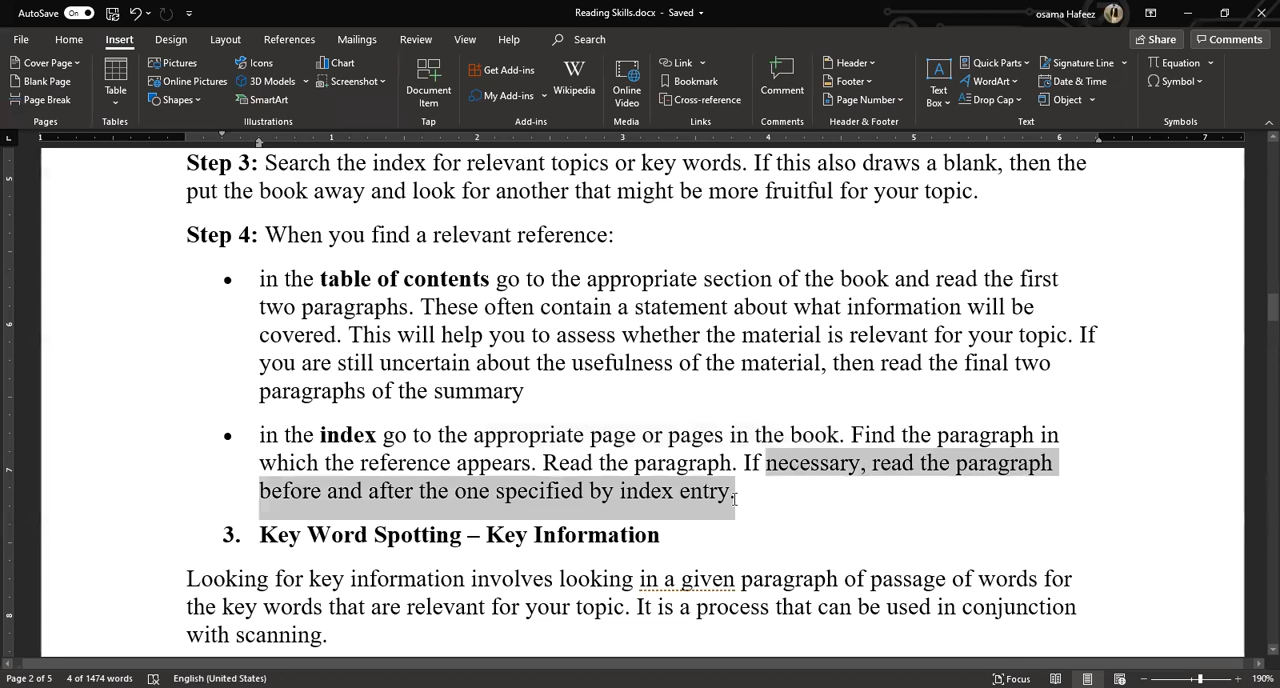 AutoSave On Reading Skills.docx - Saved osama Hafeez
File Home Insert Design Layout References Mailings Review View Help Search Share Comments
Cover Page Pictures Icons Chart Get Add-ins Link Header Quick Parts Signature Line Equation
Blank Page Online Pictures 3D Models Screenshot My Add-ins Bookmark Footer WordArt Date & Time Symbol
Page Break Shapes SmartArt Cross-reference Page Number Drop Cap Object
Table Document Item Wikipedia Online Video Comment Text Box
Pages Tables Illustrations Tap Add-ins Media Links Comments Header & Footer Text Symbols
1 1 2 3 4 5 6 7
Step 3: Search the index for relevant topics or key words. If this also draws a blank, then the
put the book away and look for another that might be more fruitful for your topic.
Step 4: When you find a relevant reference:
• in the table of contents go to the appropriate section of the book and read the first
two paragraphs. These often contain a statement about what information will be
covered. This will help you to assess whether the material is relevant for your topic. If
you are still uncertain about the usefulness of the material, then read the final two
paragraphs of the summary
• in the index go to the appropriate page or pages in the book. Find the paragraph in
which the reference appears. Read the paragraph. If necessary, read the paragraph
before and after the one specified by index entry.
3. Key Word Spotting – Key Information
Looking for key information involves looking in a given paragraph of passage of words for
the key words that are relevant for your topic. It is a process that can be used in conjunction
with scanning.
5
6
7
8
Page 2 of 5 4 of 1474 words English (United States) Focus 190%